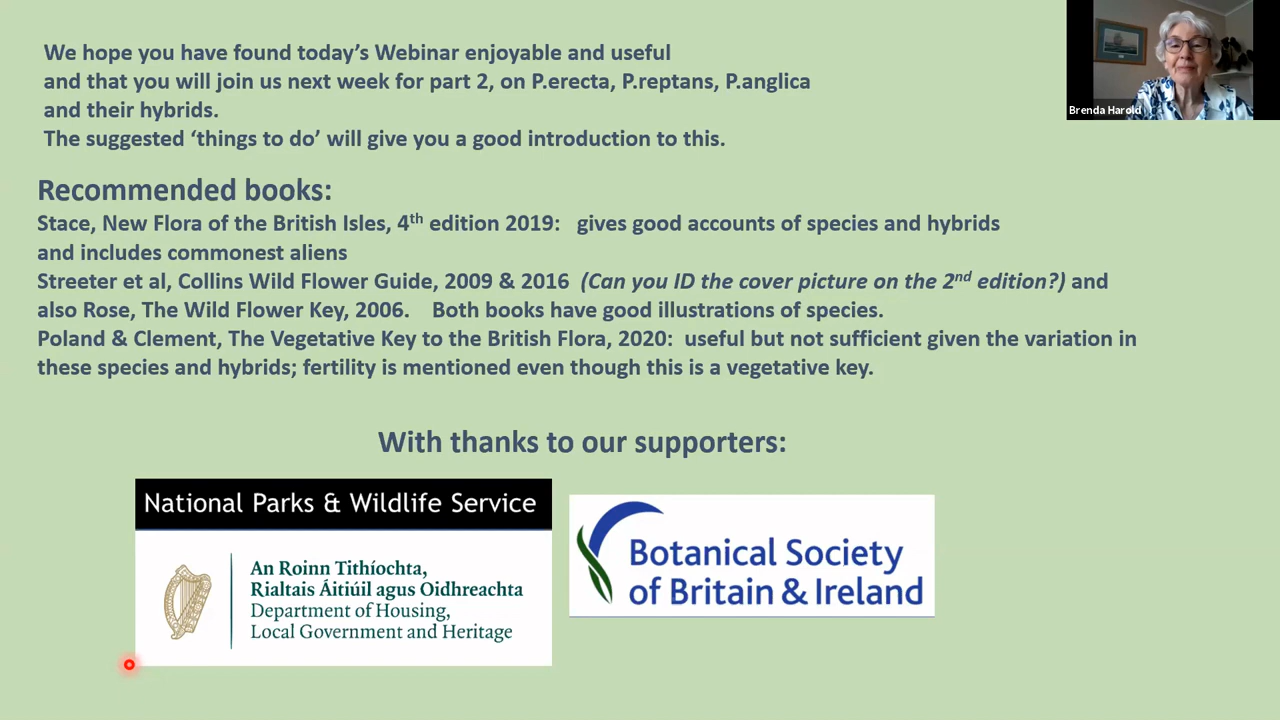 We hope you have found today’s Webinar enjoyable and useful
and that you will join us next week for part 2, on P.erecta, P.reptans, P.anglica
and their hybrids.
The suggested ‘things to do’ will give you a good introduction to this.
Brenda Harold
Recommended books:
Stace, New Flora of the British Isles, 4th edition 2019: gives good accounts of species and hybrids
and includes commonest aliens
Streeter et al, Collins Wild Flower Guide, 2009 & 2016 (Can you ID the cover picture on the 2nd edition?) and
also Rose, The Wild Flower Key, 2006. Both books have good illustrations of species.
Poland & Clement, The Vegetative Key to the British Flora, 2020: useful but not sufficient given the variation in
these species and hybrids; fertility is mentioned even though this is a vegetative key.
With thanks to our supporters:
National Parks & Wildlife Service
An Roinn Tithíochta,
Rialtais Áitiúil agus Oidhreachta
Department of Housing,
Local Government and Heritage
Botanical Society
of Britain & Ireland